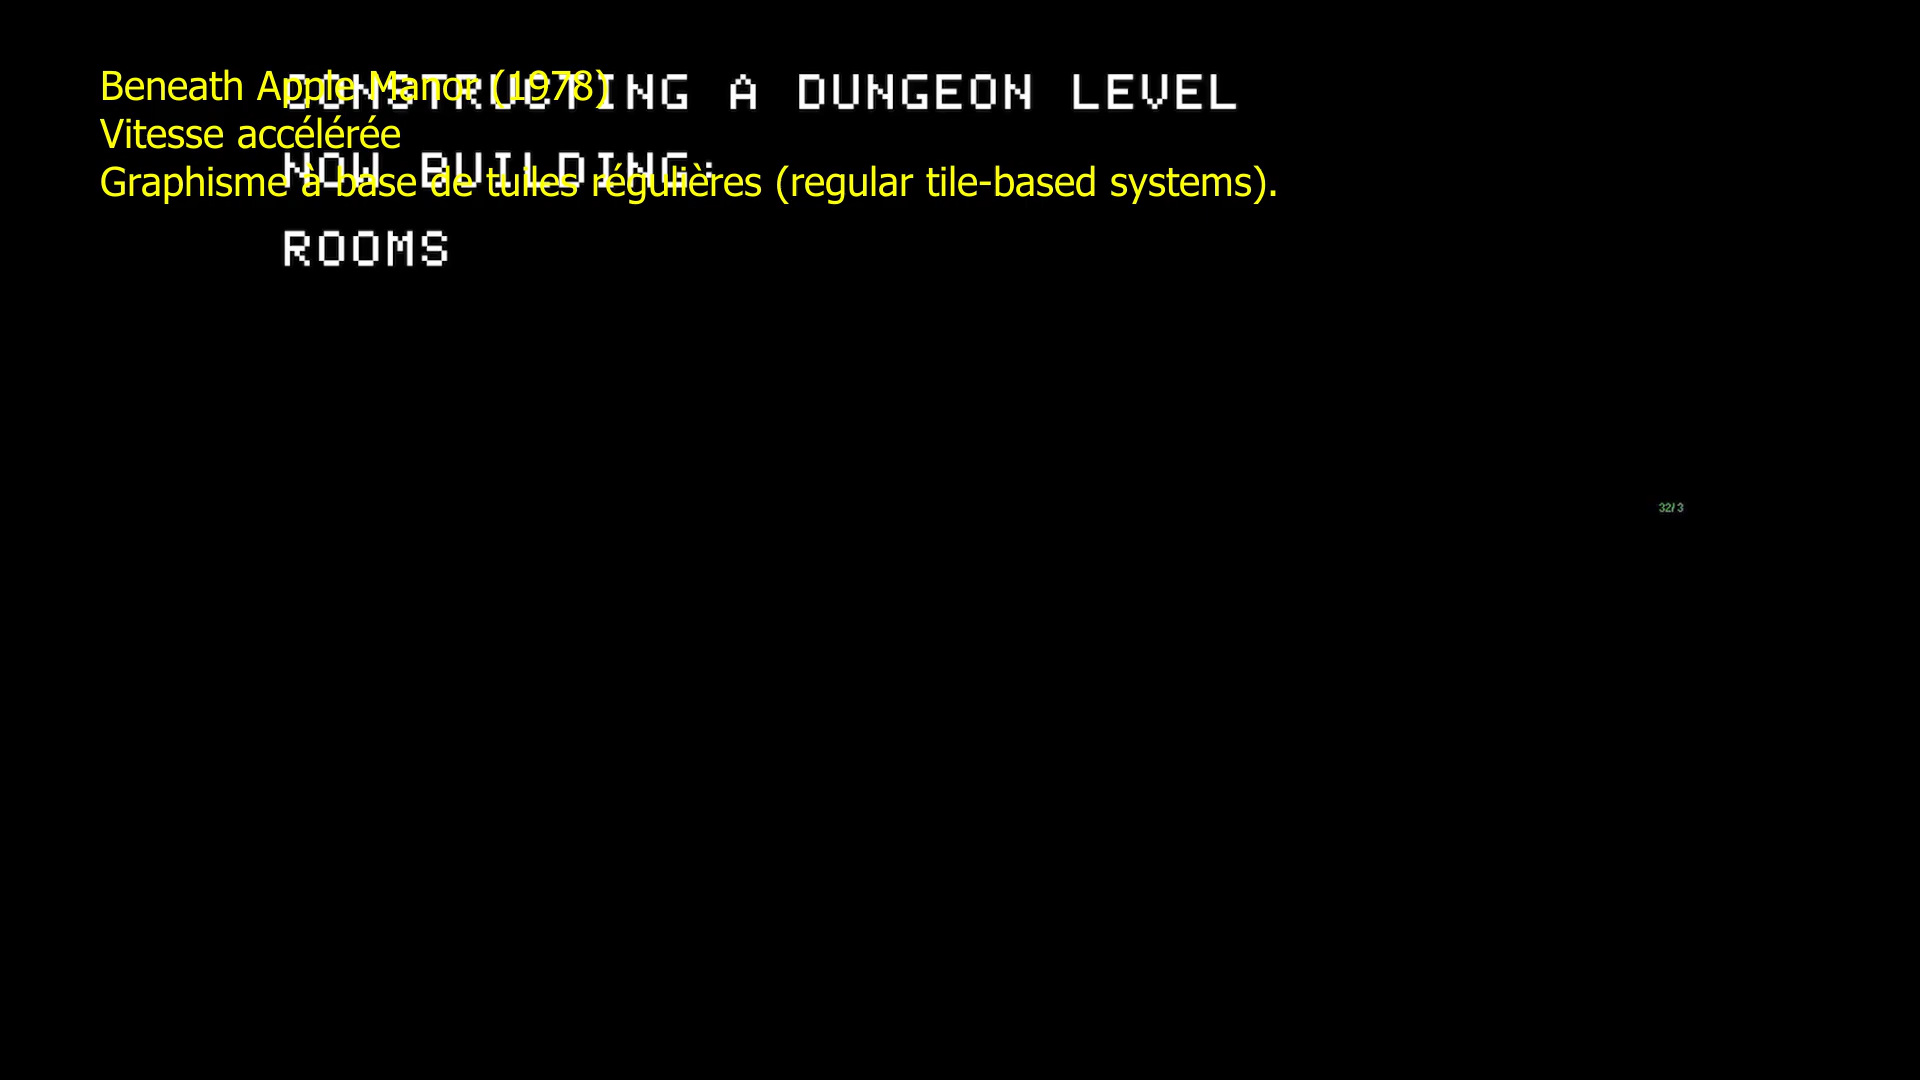 Beneath Apple Manor (1978)
CONSTRUCTING A DUNGEON LEVEL
Vitesse accélérée
NOW BUILDING:
Graphisme à base de tuiles régulières (regular tile-based systems).
ROOMS
32/3